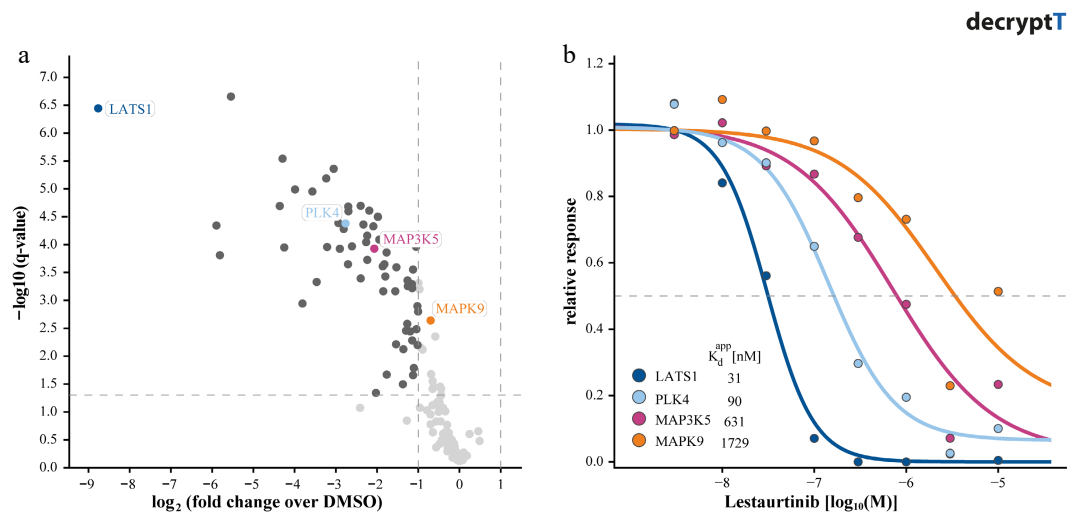 decryptT
a
b
7.0
6.5
6.0
5.5
5.0
4.5
4.0
3.5
3.0
2.5
2.0
1.5
1.0
0.5
0.0
−log10 (q-value)
LATS1
PLK4
MAP3K5
MAPK9
−9 −8 −7 −6 −5 −4 −3 −2 −1 0 1
log2 (fold change over DMSO)
1.2
1.0
0.8
0.6
0.4
0.2
0.0
relative response
Kd app [nM]
LATS1 31
PLK4 90
MAP3K5 631
MAPK9 1729
−8 −7 −6 −5
Lestaurtinib [log10(M)]